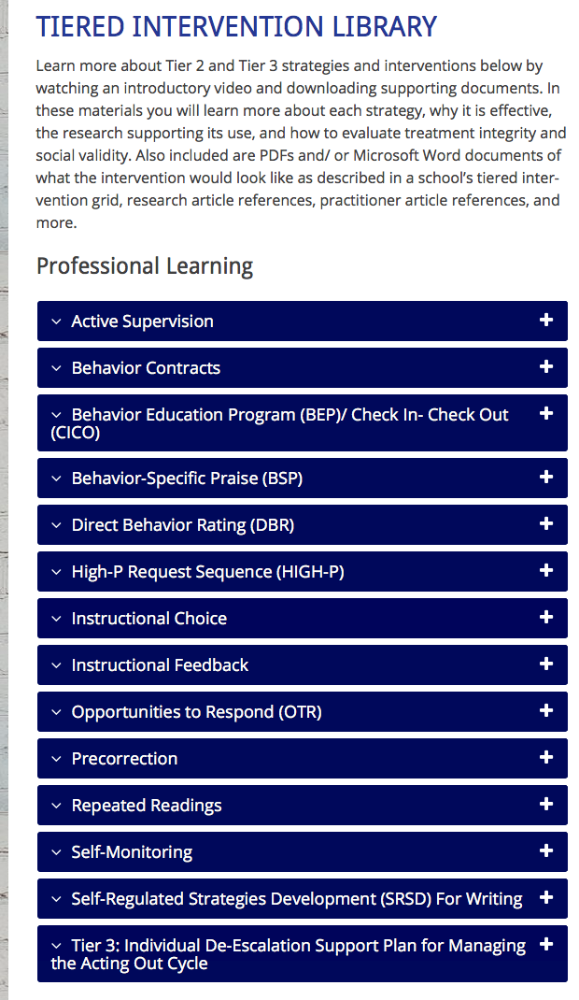 TIERED INTERVENTION LIBRARY
Learn more about Tier 2 and Tier 3 strategies and interventions below by
watching an introductory video and downloading supporting documents. In
these materials you will learn more about each strategy, why it is effective,
the research supporting its use, and how to evaluate treatment integrity and
social validity. Also included are PDFs and/ or Microsoft Word documents of
what the intervention would look like as described in a school's tiered inter-
vention grid, research article references, practitioner article references, and
more.
Professional Learning
Active Supervision
Behavior Contracts
Behavior Education Program (BEP)/ Check In- Check Out
(CICO)
Behavior-Specific Praise (BSP)
Direct Behavior Rating (DBR)
High-P Request Sequence (HIGH-P)
Instructional Choice
Instructional Feedback
Opportunities to Respond (OTR)
Precorrection
Repeated Readings
Self-Monitoring
Self-Regulated Strategies Development (SRSD) For Writing
Tier 3: Individual De-Escalation Support Plan for Managing
the Acting Out Cycle